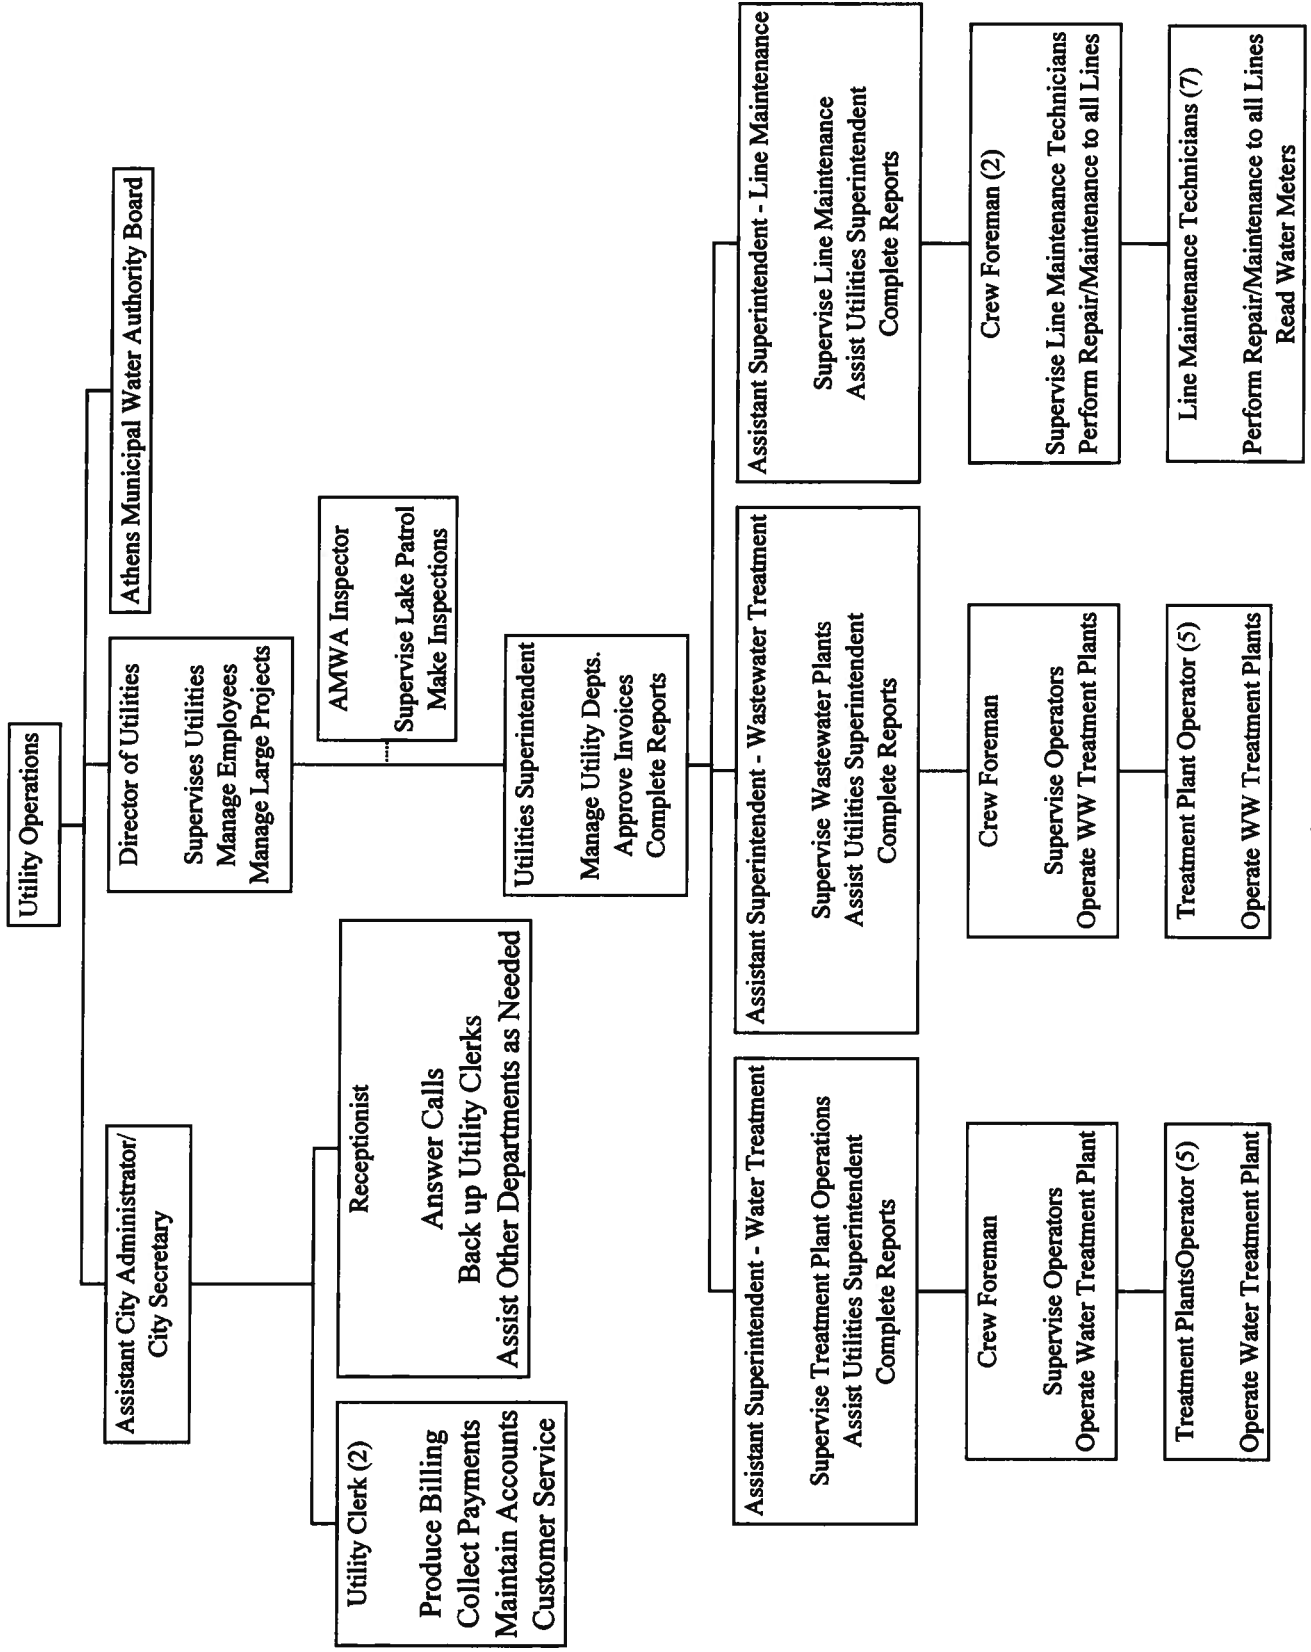 Utility Operations
Assistant City Administrator/
City Secretary
Director of Utilities
Supervises Utilities
Manage Employees
Manage Large Projects
Athens Municipal Water Authority Board
Utility Clerk (2)
Produce Billing
Collect Payments
Maintain Accounts
Customer Service
Receptionist
Answer Calls
Back up Utility Clerks
Assist Other Departments as Needed
AMWA Inspector
Supervise Lake Patrol
Make Inspections
Utilities Superintendent
Manage Utility Depts.
Approve Invoices
Complete Reports
Assistant Superintendent - Water Treatment
Supervise Treatment Plant Operations
Assist Utilities Superintendent
Complete Reports
Assistant Superintendent - Wastewater Treatment
Supervise Wastewater Plants
Assist Utilities Superintendent
Complete Reports
Assistant Superintendent - Line Maintenance
Supervise Line Maintenance
Assist Utilities Superintendent
Complete Reports
Crew Foreman
Supervise Operators
Operate Water Treatment Plant
Crew Foreman
Supervise Operators
Operate WW Treatment Plants
Crew Foreman (2)
Supervise Line Maintenance Technicians
Perform Repair/Maintenance to all Lines
Treatment PlantsOperator (5)
Operate Water Treatment Plant
Treatment Plant Operator (5)
Operate WW Treatment Plants
Line Maintenance Technicians (7)
Perform Repair/Maintenance to all Lines
Read Water Meters